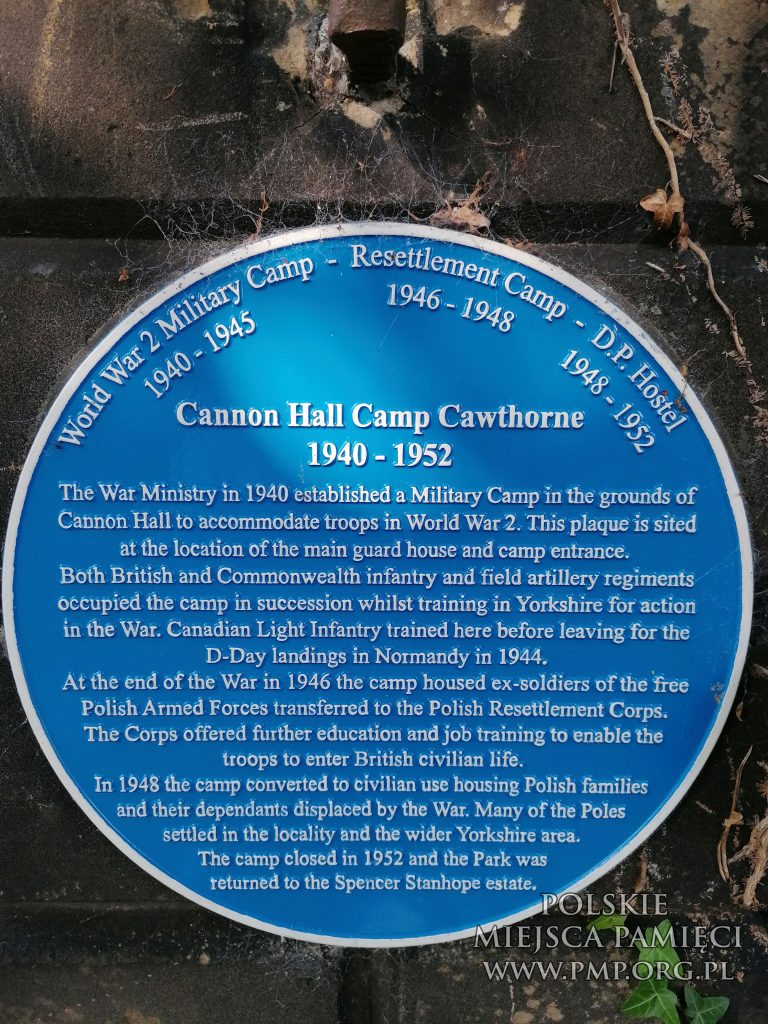 World War 2 Military Camp - Resettlement Camp - D.P. Hostel
1940 - 1945 1946 - 1948 1948 - 1952
Cannon Hall Camp Cawthorne
1940 - 1952
The War Ministry in 1940 established a Military Camp in the grounds of
Cannon Hall to accommodate troops in World War 2. This plaque is sited
at the location of the main guard house and camp entrance.
Both British and Commonwealth infantry and field artillery regiments
occupied the camp in succession whilst training in Yorkshire for action
in the War. Canadian Light Infantry trained here before leaving for the
D-Day landings in Normandy in 1944.
At the end of the War in 1946 the camp housed ex-soldiers of the free
Polish Armed Forces transferred to the Polish Resettlement Corps.
The Corps offered further education and job training to enable the
troops to enter British civilian life.
In 1948 the camp converted to civilian use housing Polish families
and their dependants displaced by the War. Many of the Poles
settled in the locality and the wider Yorkshire area.
The camp closed in 1952 and the Park was
returned to the Spencer Stanhope estate.
POLSKIE
MIEJSCA PAMIĘCI
WWW.PMP.ORG.PL